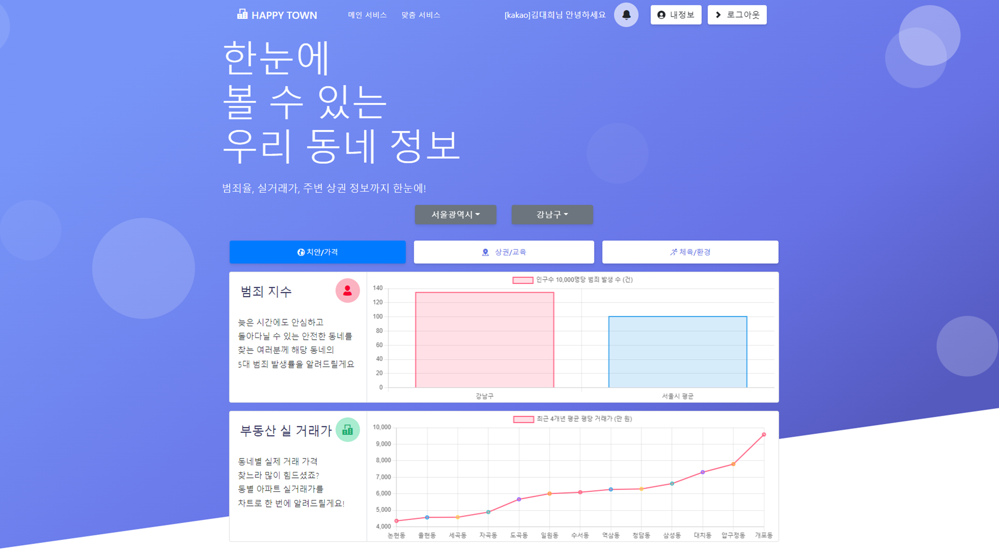 HAPPY TOWN
메인 서비스
맞춤 서비스
[kakao]김대희님 안녕하세요
내정보
로그아웃
한눈에
볼 수 있는
우리 동네 정보
범죄율, 실거래가, 주변 상권 정보까지 한눈에!
서울광역시
강남구
치안/가격
상권/교육
체육/환경
범죄 지수
늦은 시간에도 안심하고
돌아다닐 수 있는 안전한 동네를
찾는 여러분께 해당 동네의
5대 범죄 발생률을 알려드릴게요
인구수 10,000명당 범죄 발생 수 (건)
140
120
100
80
60
40
20
0
강남구
서울시 평균
부동산 실 거래가
동네별 실제 거래 가격
찾느라 많이 힘드셨죠?
동별 아파트 실거래가를
차트로 한 번에 알려드릴게요!
최근 4개년 평균 평당 거래가 (만 원)
10,000
9,000
8,000
7,000
6,000
5,000
4,000
논현동
율현동
세곡동
자곡동
도곡동
일원동
수서동
역삼동
청담동
삼성동
대치동
압구정동
개포동